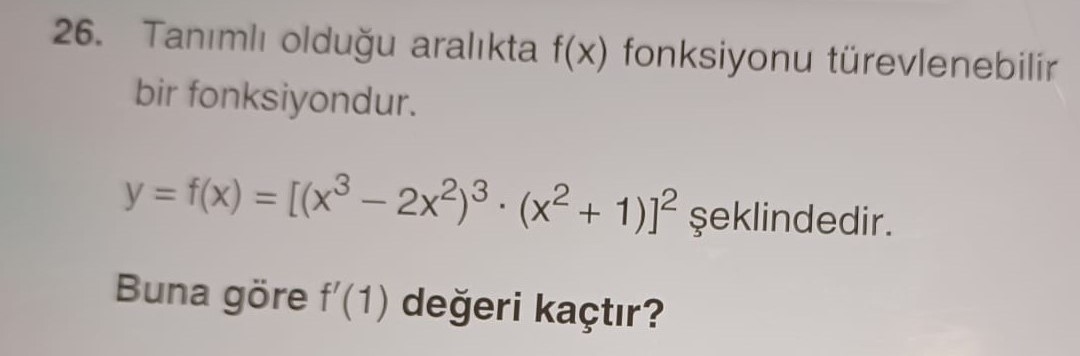 26. Tanımlı olduğu aralıkta f(x) fonksiyonu türevlenebilir
bir fonksiyondur.
y = f(x) = [(x³ – 2x²)³ · (x² + 1)]² şeklindedir.
Buna göre f'(1) değeri kaçtır?